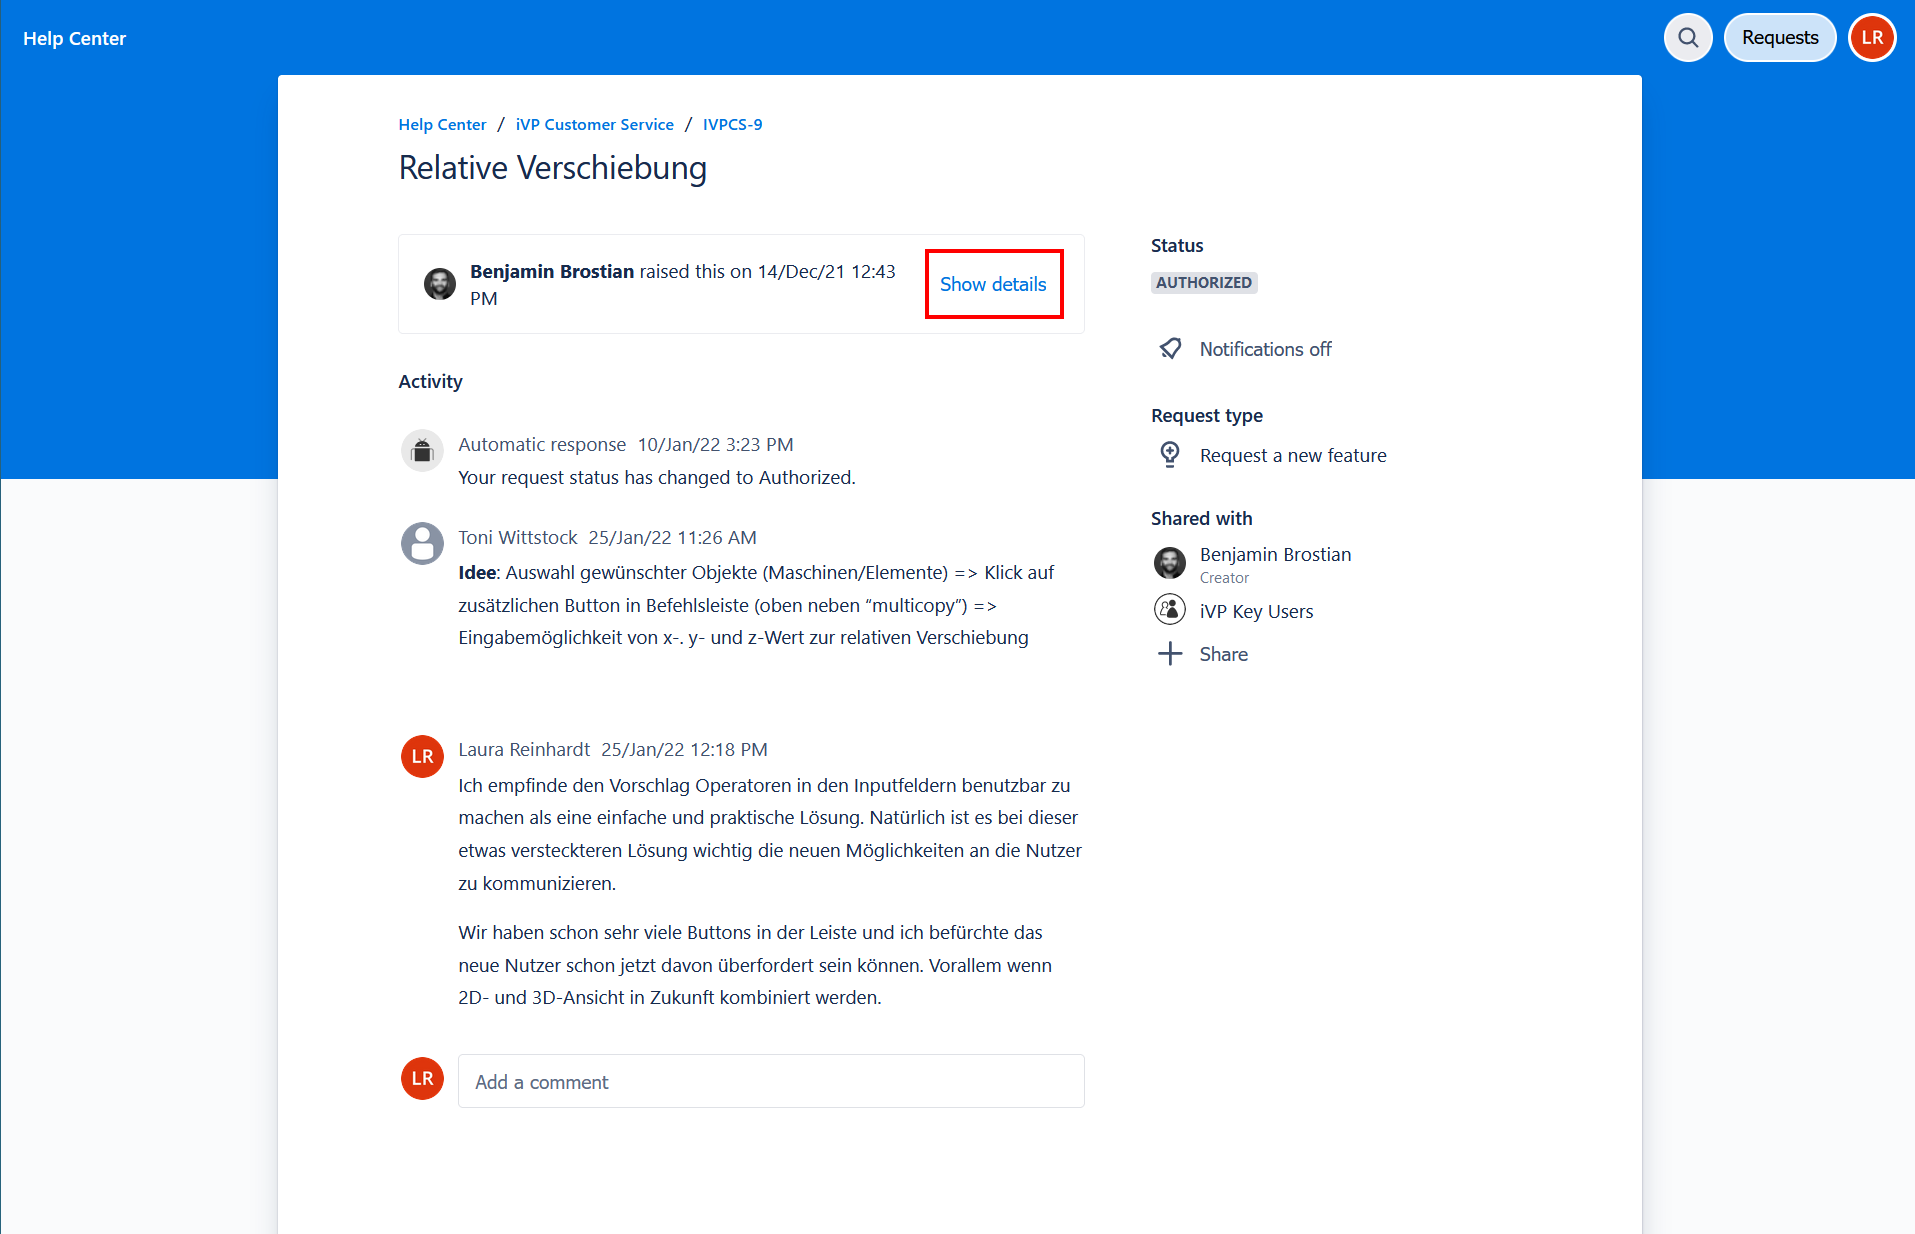 Help Center
Requests
LR
Help Center / iVP Customer Service / IVPCS-9
Relative Verschiebung
Benjamin Brostian raised this on 14/Dec/21 12:43
PM
Show details
Activity
Automatic response 10/Jan/22 3:23 PM
Your request status has changed to Authorized.
Toni Wittstock 25/Jan/22 11:26 AM
Idee: Auswahl gewünschter Objekte (Maschinen/Elemente) => Klick auf
zusätzlichen Button in Befehlsleiste (oben neben “multicopy”) =>
Eingabemöglichkeit von x-. y- und z-Wert zur relativen Verschiebung
LR
Laura Reinhardt 25/Jan/22 12:18 PM
Ich empfinde den Vorschlag Operatoren in den Inputfeldern benutzbar zu
machen als eine einfache und praktische Lösung. Natürlich ist es bei dieser
etwas versteckteren Lösung wichtig die neuen Möglichkeiten an die Nutzer
zu kommunizieren.
Wir haben schon sehr viele Buttons in der Leiste und ich befürchte das
neue Nutzer schon jetzt davon überfordert sein können. Vorallem wenn
2D- und 3D-Ansicht in Zukunft kombiniert werden.
LR
Add a comment
Status
AUTHORIZED
Notifications off
Request type
Request a new feature
Shared with
Benjamin Brostian
Creator
iVP Key Users
Share